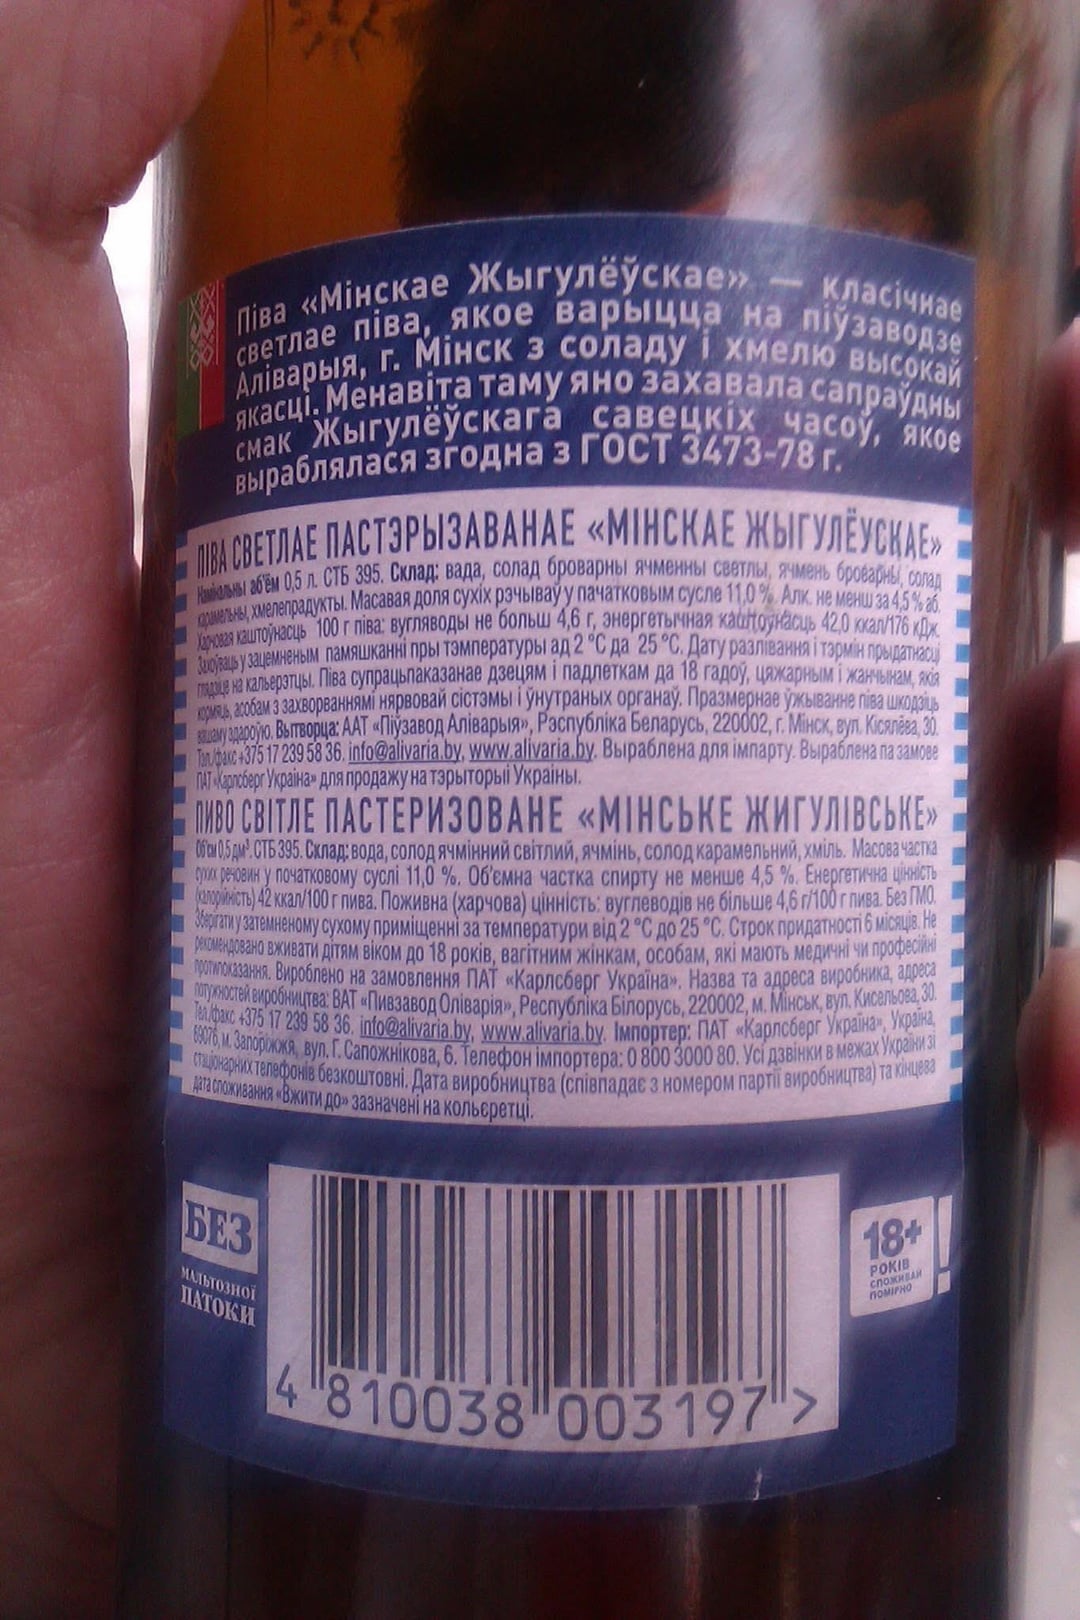 Піва «Мінскае Жыгулёўскае» — класічнае
светлае піва, якое варыцца на піўзаводзе
Аліварыя, г. Мінск з соладу і хмелю высокай
якасці. Менавіта таму яно захавала сапраўдны
смак Жыгулёўскага савецкіх часоў, якое
выраблялася згодна з ГОСТ 3473-78 г.
ПІВА СВЕТЛАЕ ПАСТЭРЫЗАВАНАЕ «МІНСКАЕ ЖЫГУЛЁУСКАЕ»
Намінальны аб'ём 0,5 л. СТБ 395. Склад: вада, солад броварны ячменны светлы, ячмень броварны, солад
карамельны, хмелепрадукты. Масавая доля сухіх рэчываў у пачатковым сусле 11,0 %. Алк. не менш за 4,5 % аб.
Харчовая каштоўнасць 100 г піва: вугляводы не больш 4,6 г, энергетычная каштоўнасць 42,0 ккал/176 кДж.
Захоўваць у зацемненым памяшканні пры тэмпературы ад 2 °С да 25 °С. Дату разлівання і тэрмін прыдатнасці
глядзіце на кальерэтцы. Піва супрацьпаказанае дзецям і падлеткам да 18 гадоў, цяжарным і жанчынам, якія
кормяць, асобам з захворваннямі нярвовай сістэмы і ўнутраных органаў. Празмернае ўжыванне піва шкодзіць
вашаму здароўю. Вытворца: ААТ «Піўзавод Аліварыя», Рэспубліка Беларусь, 220002, г. Мінск, вул. Кісялёва, 30.
Тэл./факс +375 17 239 58 36. info@alivaria.by, www.alivaria.by. Выраблена для імпарту. Выраблена па замове
ПАТ «Карлсберг Україна» для продажу на тэрыторыі Украіны.
ПИВО СВІТЛЕ ПАСТЕРИЗОВАНЕ «МІНСЬКЕ ЖИГУЛІВСЬКЕ»
Об'єм 0,5 дм³. СТБ 395. Склад: вода, солод ячмінний світлий, ячмінь, солод карамельний, хміль. Масова частка
сухих речовин у початковому суслі 11,0 %. Об'ємна частка спирту не менше 4,5 %. Енергетична цінність
(калорійність) 42 ккал/100 г пива. Поживна (харчова) цінність: вуглеводів не більше 4,6 г/100 г пива. Без ГМО.
Зберігати у затемненому сухому приміщенні за температури від 2 °С до 25 °С. Строк придатності 6 місяців. Не
рекомендовано вживати дітям віком до 18 років, вагітним жінкам, особам, які мають медичні чи професійні
протипоказання. Вироблено на замовлення ПАТ «Карлсберг Україна». Назва та адреса виробника, адреса
потужностей виробництва: ВАТ «Пивзавод Оліварія», Республіка Білорусь, 220002, м. Мінськ, вул. Кисельова, 30.
Тел./факс +375 17 239 58 36. info@alivaria.by, www.alivaria.by. Імпортер: ПАТ «Карлсберг Україна», Україна,
69076, м. Запоріжжя, вул. Г. Сапожнікова, 6. Телефон імпортера: 0 800 3000 80. Усі дзвінки в межах України зі
стаціонарних телефонів безкоштовні. Дата виробництва (співпадає з номером партії виробництва) та кінцева
дата споживання «Вжити до» зазначені на кольєретці.
БЕЗ
МАЛЬТОЗНОЇ
ПАТОКИ
18+
РОКІВ
СПОЖИВАЙ
ПОМІРНО
!
4 810038 003197 >